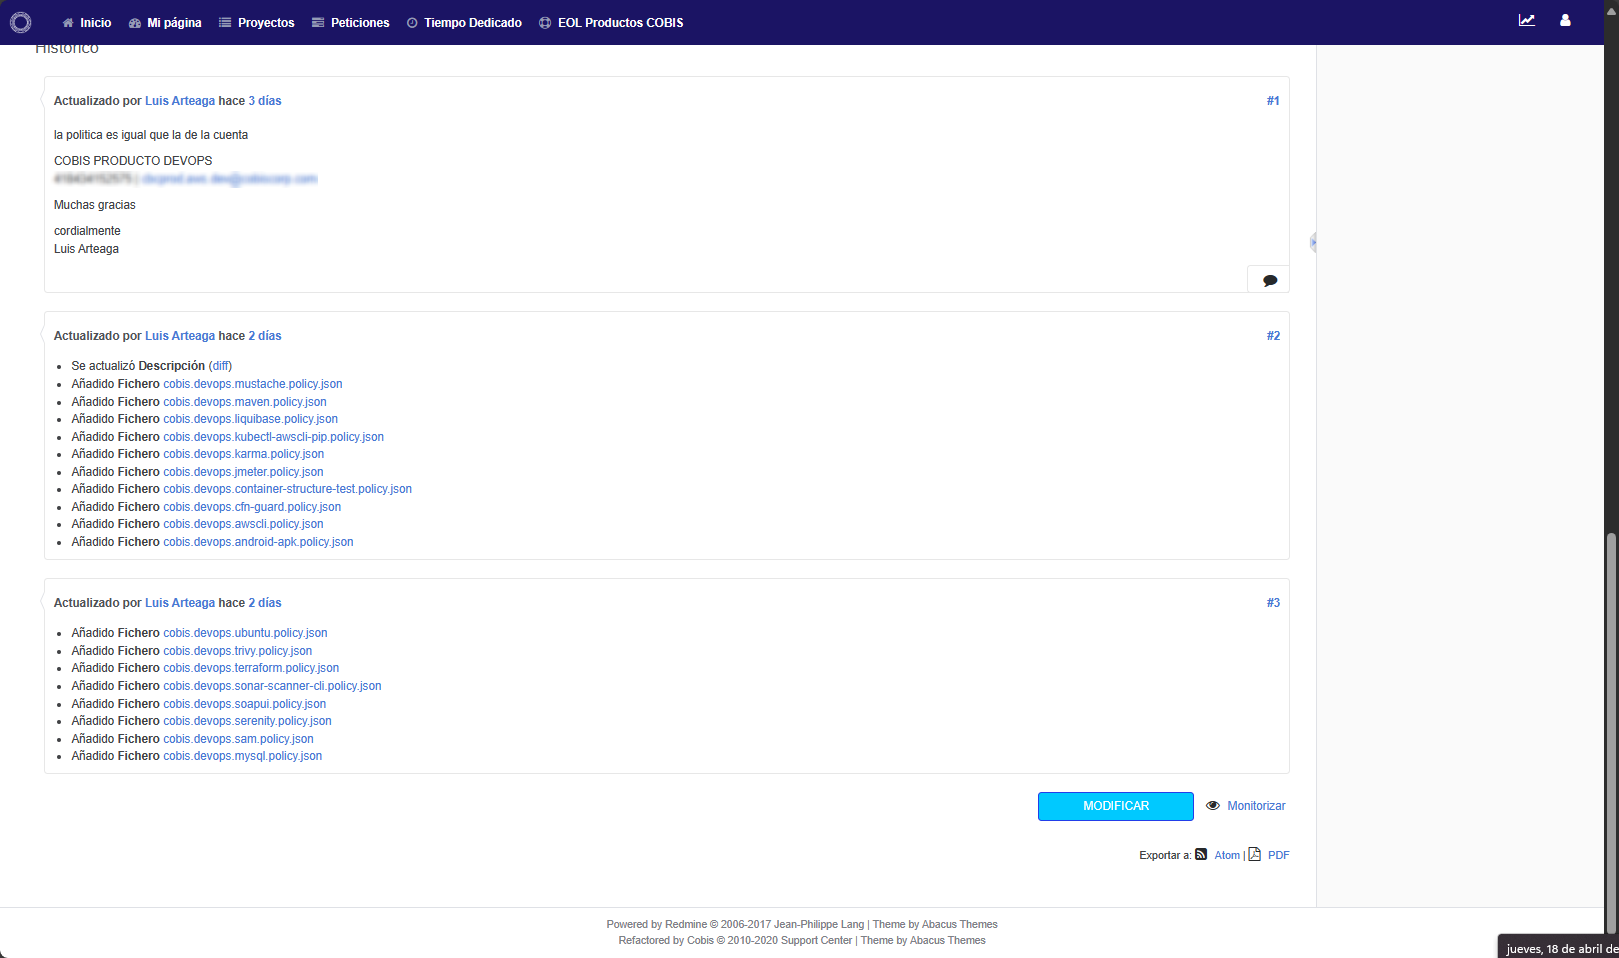 Inicio Mi página Proyectos Peticiones Tiempo Dedicado EOL Productos COBIS
Histórico
Actualizado por Luis Arteaga hace 3 días #1
la politica es igual que la de la cuenta
COBIS PRODUCTO DEVOPS
Muchas gracias
cordialmente
Luis Arteaga
Actualizado por Luis Arteaga hace 2 días #2
Se actualizó Descripción (diff)
Añadido Fichero cobis.devops.mustache.policy.json
Añadido Fichero cobis.devops.maven.policy.json
Añadido Fichero cobis.devops.liquibase.policy.json
Añadido Fichero cobis.devops.kubectl-awscli-pip.policy.json
Añadido Fichero cobis.devops.karma.policy.json
Añadido Fichero cobis.devops.jmeter.policy.json
Añadido Fichero cobis.devops.container-structure-test.policy.json
Añadido Fichero cobis.devops.cfn-guard.policy.json
Añadido Fichero cobis.devops.awscli.policy.json
Añadido Fichero cobis.devops.android-apk.policy.json
Actualizado por Luis Arteaga hace 2 días #3
Añadido Fichero cobis.devops.ubuntu.policy.json
Añadido Fichero cobis.devops.trivy.policy.json
Añadido Fichero cobis.devops.terraform.policy.json
Añadido Fichero cobis.devops.sonar-scanner-cli.policy.json
Añadido Fichero cobis.devops.soapui.policy.json
Añadido Fichero cobis.devops.serenity.policy.json
Añadido Fichero cobis.devops.sam.policy.json
Añadido Fichero cobis.devops.mysql.policy.json
MODIFICAR Monitorizar
Exportar a: Atom | PDF
Powered by Redmine © 2006-2017 Jean-Philippe Lang | Theme by Abacus Themes
Refactored by Cobis © 2010-2020 Support Center | Theme by Abacus Themes
jueves, 18 de abril de